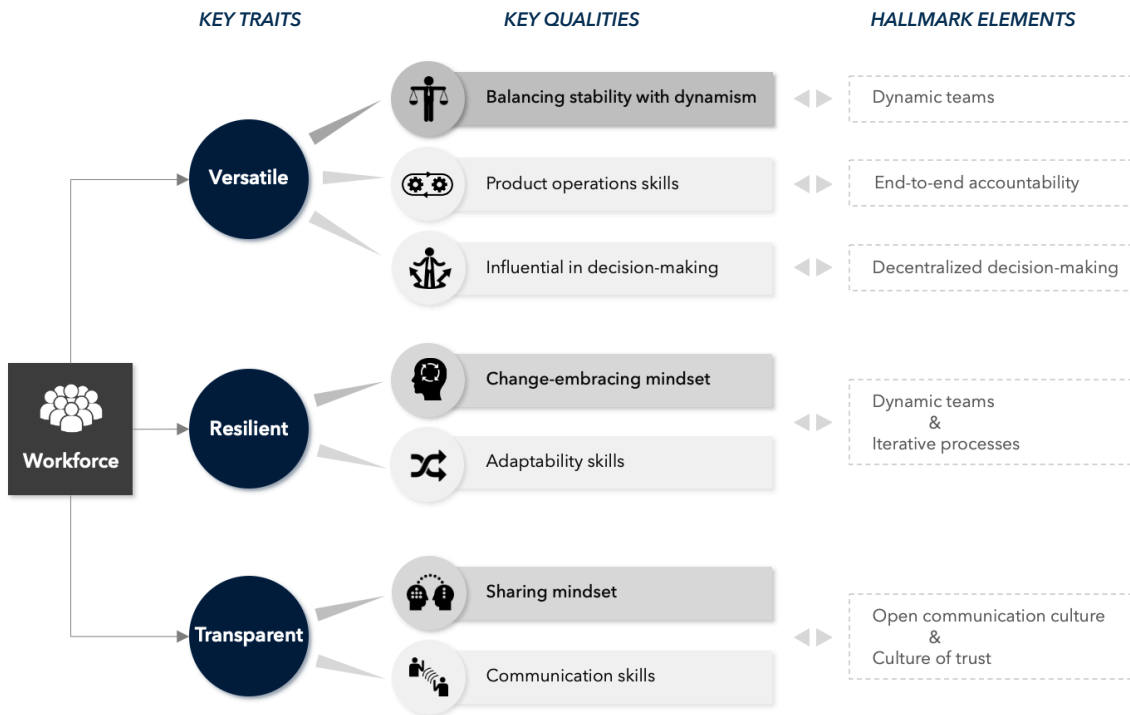 KEY TRAITS
KEY QUALITIES
HALLMARK ELEMENTS
Versatile
Balancing stability with dynamism
Dynamic teams
Product operations skills
End-to-end accountability
Influential in decision-making
Decentralized decision-making
Workforce
Resilient
Change-embracing mindset
Adaptability skills
Dynamic teams
&
Iterative processes
Transparent
Sharing mindset
Communication skills
Open communication culture
&
Culture of trust